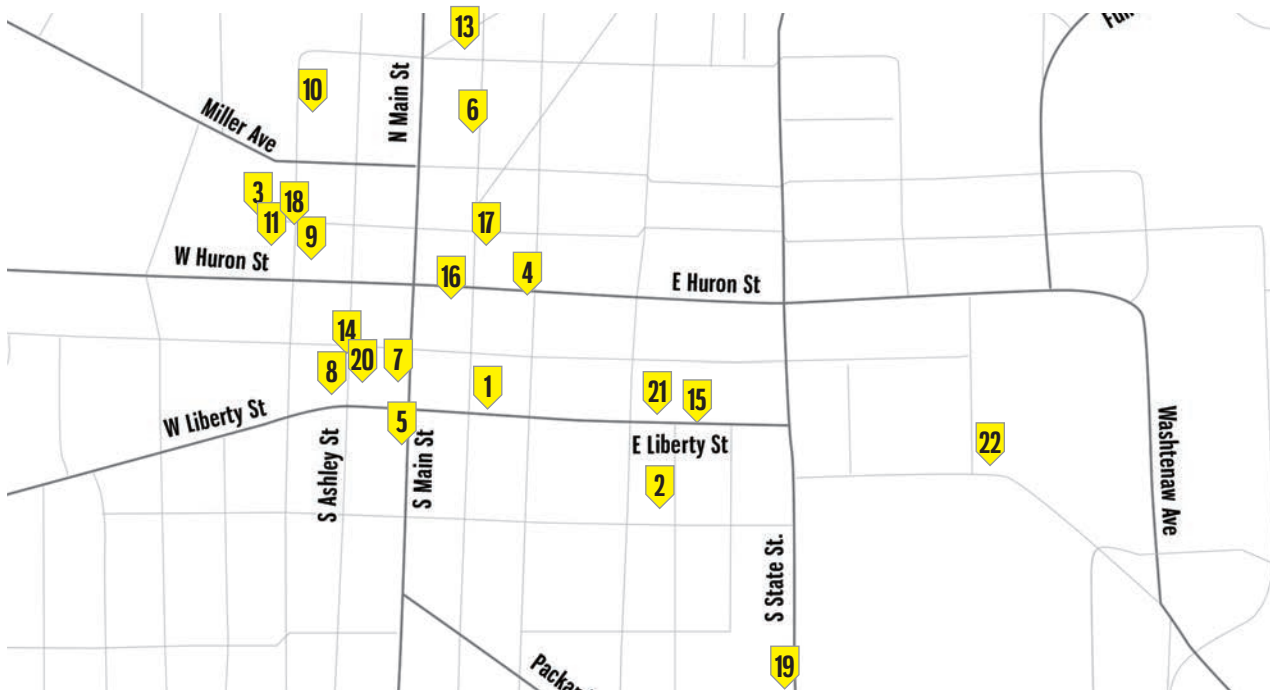 13
10
N Main St
6
Miller Ave
3
18
11
9
17
W Huron St
16
4
E Huron St
14
20
7
8
1
21
15
W Liberty St
5
E Liberty St
22
Washtenaw Ave
S Ashley St
S Main St
2
S State St.
19